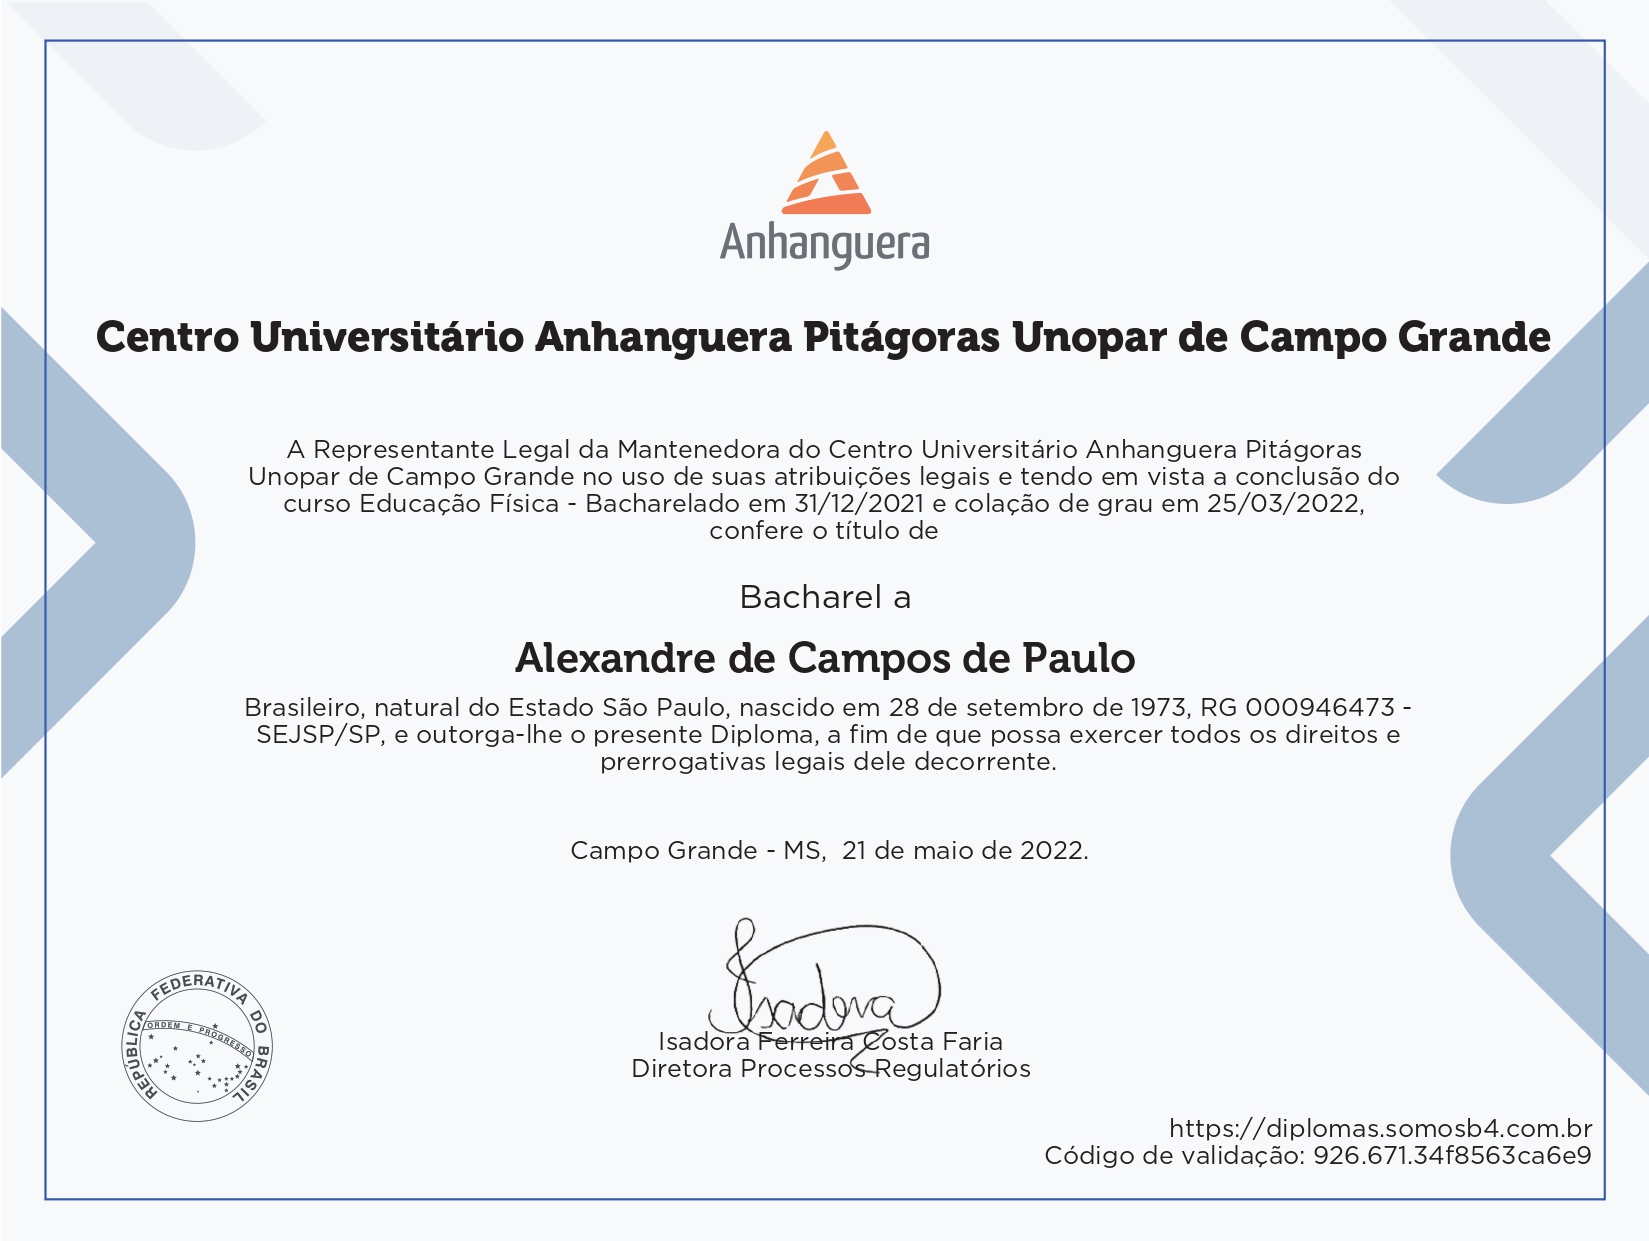 Anhanguera
Centro Universitário Anhanguera Pitágoras Unopar de Campo Grande
A Representante Legal da Mantenedora do Centro Universitário Anhanguera Pitágoras
Unopar de Campo Grande no uso de suas atribuições legais e tendo em vista a conclusão do
curso Educação Física - Bacharelado em 31/12/2021 e colação de grau em 25/03/2022,
confere o título de
Bacharel a
Alexandre de Campos de Paulo
Brasileiro, natural do Estado São Paulo, nascido em 28 de setembro de 1973, RG 000946473 -
SEJSP/SP, e outorga-lhe o presente Diploma, a fim de que possa exercer todos os direitos e
prerrogativas legais dele decorrente.
Campo Grande - MS, 21 de maio de 2022.
Isadora
Isadora Ferreira Costa Faria
Diretora Processos Regulatórios
REPÚBLICA FEDERATIVA DO BRASIL
ORDEM E PROGRESSO
https://diplomas.somosb4.com.br
Código de validação: 926.671.34f8563ca6e9